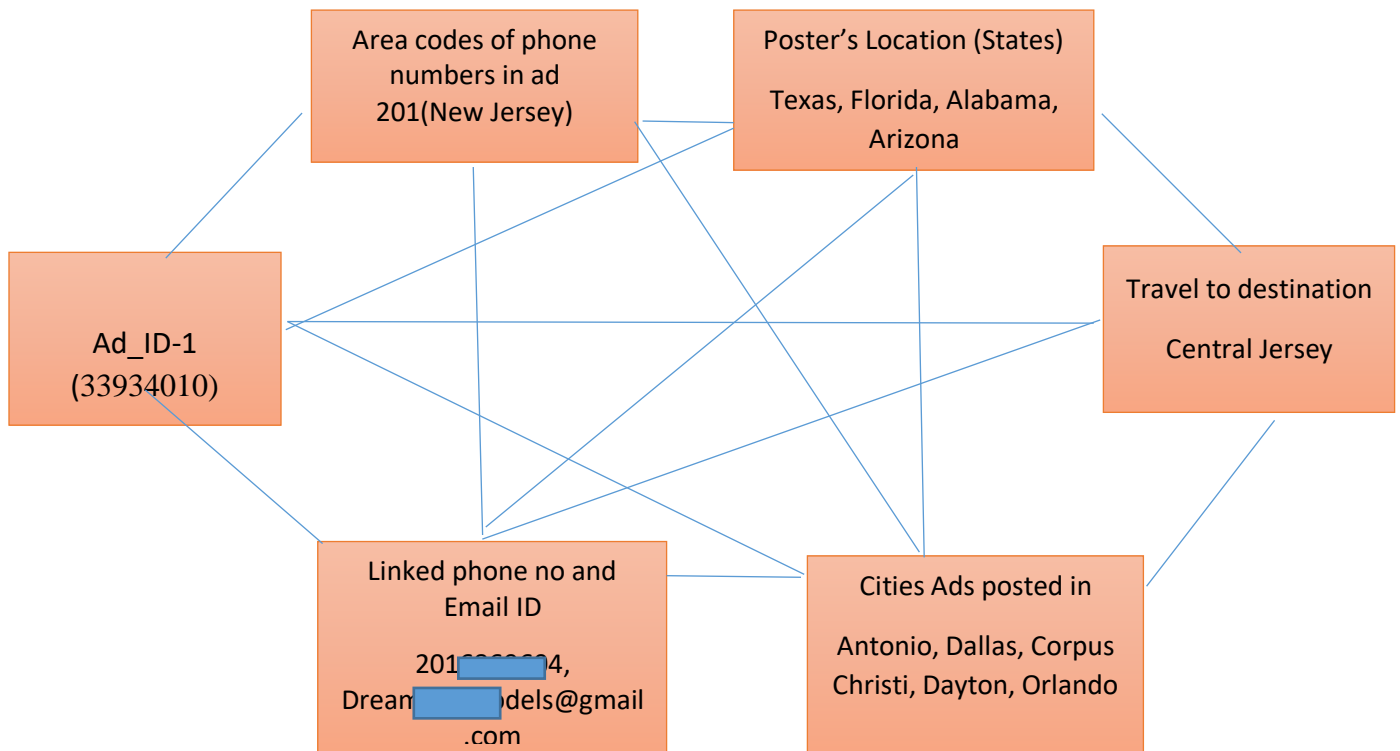 Area codes of phone
numbers in ad
201(New Jersey)
Poster’s Location (States)
Texas, Florida, Alabama,
Arizona
Ad_ID-1
(33934010)
Travel to destination
Central Jersey
Linked phone no and
Email ID
201 4,
Dream odels@gmail
.com
Cities Ads posted in
Antonio, Dallas, Corpus
Christi, Dayton, Orlando